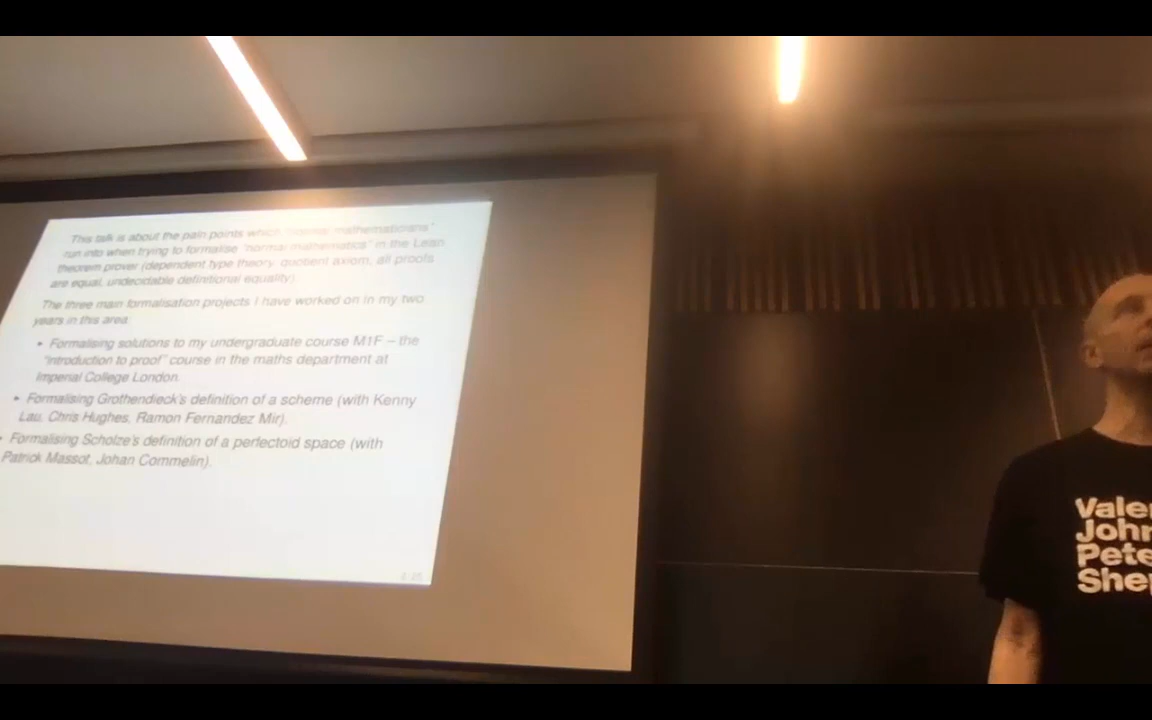 This talk is about the pain points which "normal mathematicians"
run into when trying to formalise "normal mathematics" in the Lean
theorem prover (dependent type theory, quotient axiom, all proofs
are equal, undecidable definitional equality).
The three main formalisation projects I have worked on in my two
years in this area:
• Formalising solutions to my undergraduate course M1F – the
"introduction to proof" course in the maths department at
Imperial College London.
• Formalising Grothendieck's definition of a scheme (with Kenny
Lau, Chris Hughes, Ramon Fernandez Mir).
• Formalising Scholze's definition of a perfectoid space (with
Patrick Massot, Johan Commelin).
Vale
John
Pete
Shep